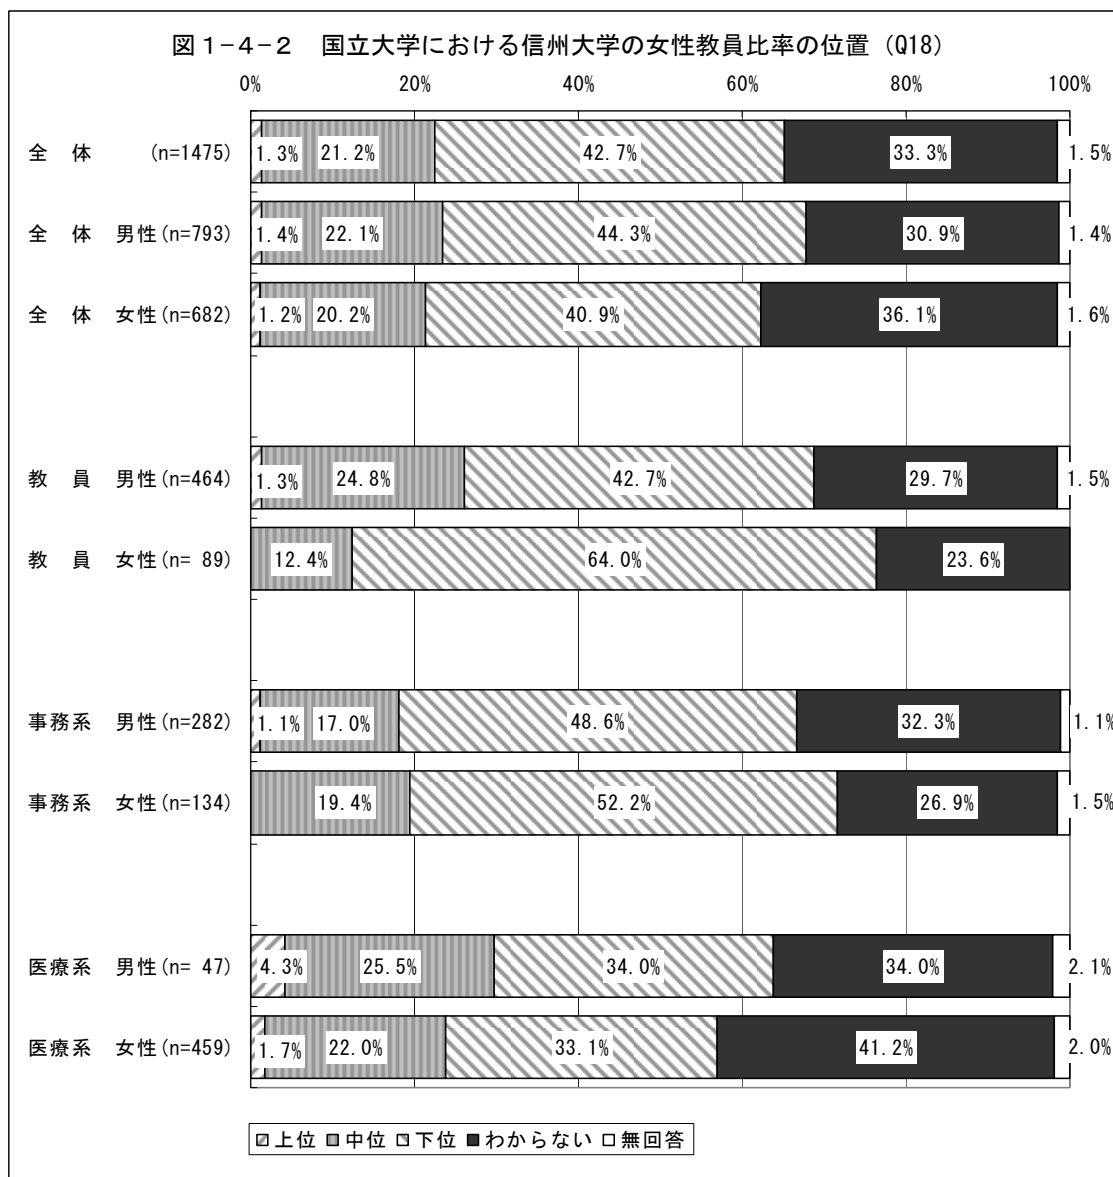 図1-4-2 国立大学における信州大学の女性教員比率の位置 (Q18)
0% 20% 40% 60% 80% 100%
全 体 (n=1475) 1.3% 21.2% 42.7% 33.3% 1.5%
全 体 男性(n=793) 1.4% 22.1% 44.3% 30.9% 1.4%
全 体 女性(n=682) 1.2% 20.2% 40.9% 36.1% 1.6%
教 員 男性(n=464) 1.3% 24.8% 42.7% 29.7% 1.5%
教 員 女性(n= 89) 12.4% 64.0% 23.6%
事務系 男性(n=282) 1.1% 17.0% 48.6% 32.3% 1.1%
事務系 女性(n=134) 19.4% 52.2% 26.9% 1.5%
医療系 男性(n= 47) 4.3% 25.5% 34.0% 34.0% 2.1%
医療系 女性(n=459) 1.7% 22.0% 33.1% 41.2% 2.0%
上位 中位 下位 わからない 無回答